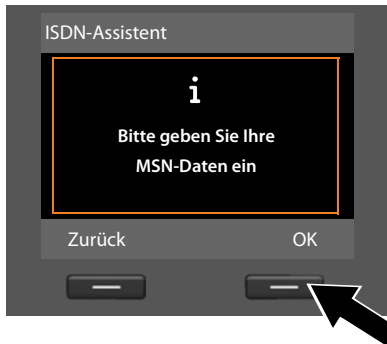 ISDN-Assistent
i
Bitte geben Sie Ihre
MSN-Daten ein
Zurück OK